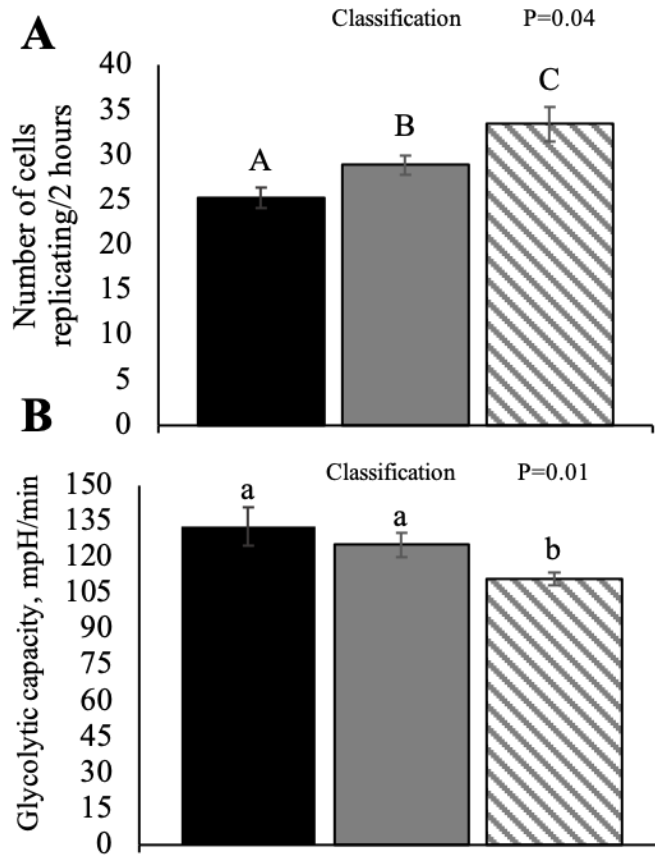 A
Classification P=0.04
Number of cells
replicating/2 hours
40
35
30
25
20
15
10
5
0
A
B
C
B
Classification P=0.01
Glycolytic capacity, mpH/min
150
135
120
105
90
75
60
45
30
15
0
a
a
b